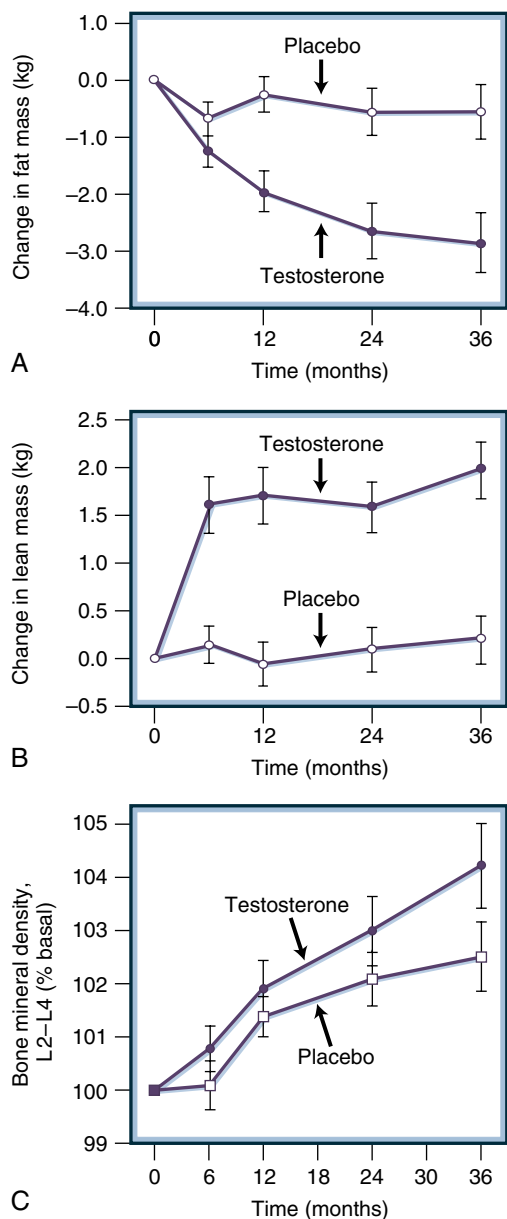 Change in fat mass (kg)
1.0
0.0
–1.0
–2.0
–3.0
–4.0
Placebo
Testosterone
0
12
24
36
Time (months)
A
Change in lean mass (kg)
2.5
2.0
1.5
1.0
0.5
0.0
–0.5
Testosterone
Placebo
0
12
24
36
Time (months)
B
Bone mineral density,
L2–L4 (% basal)
105
104
103
102
101
100
99
Testosterone
Placebo
0
6
12
18
24
30
36
Time (months)
C